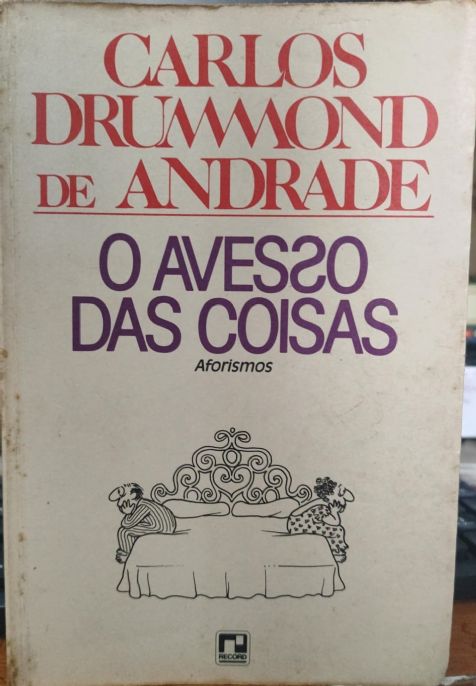 CARLOS
DRUMMOND
DE ANDRADE
O AVESSO
DAS COISAS
Aforismos
RECORD